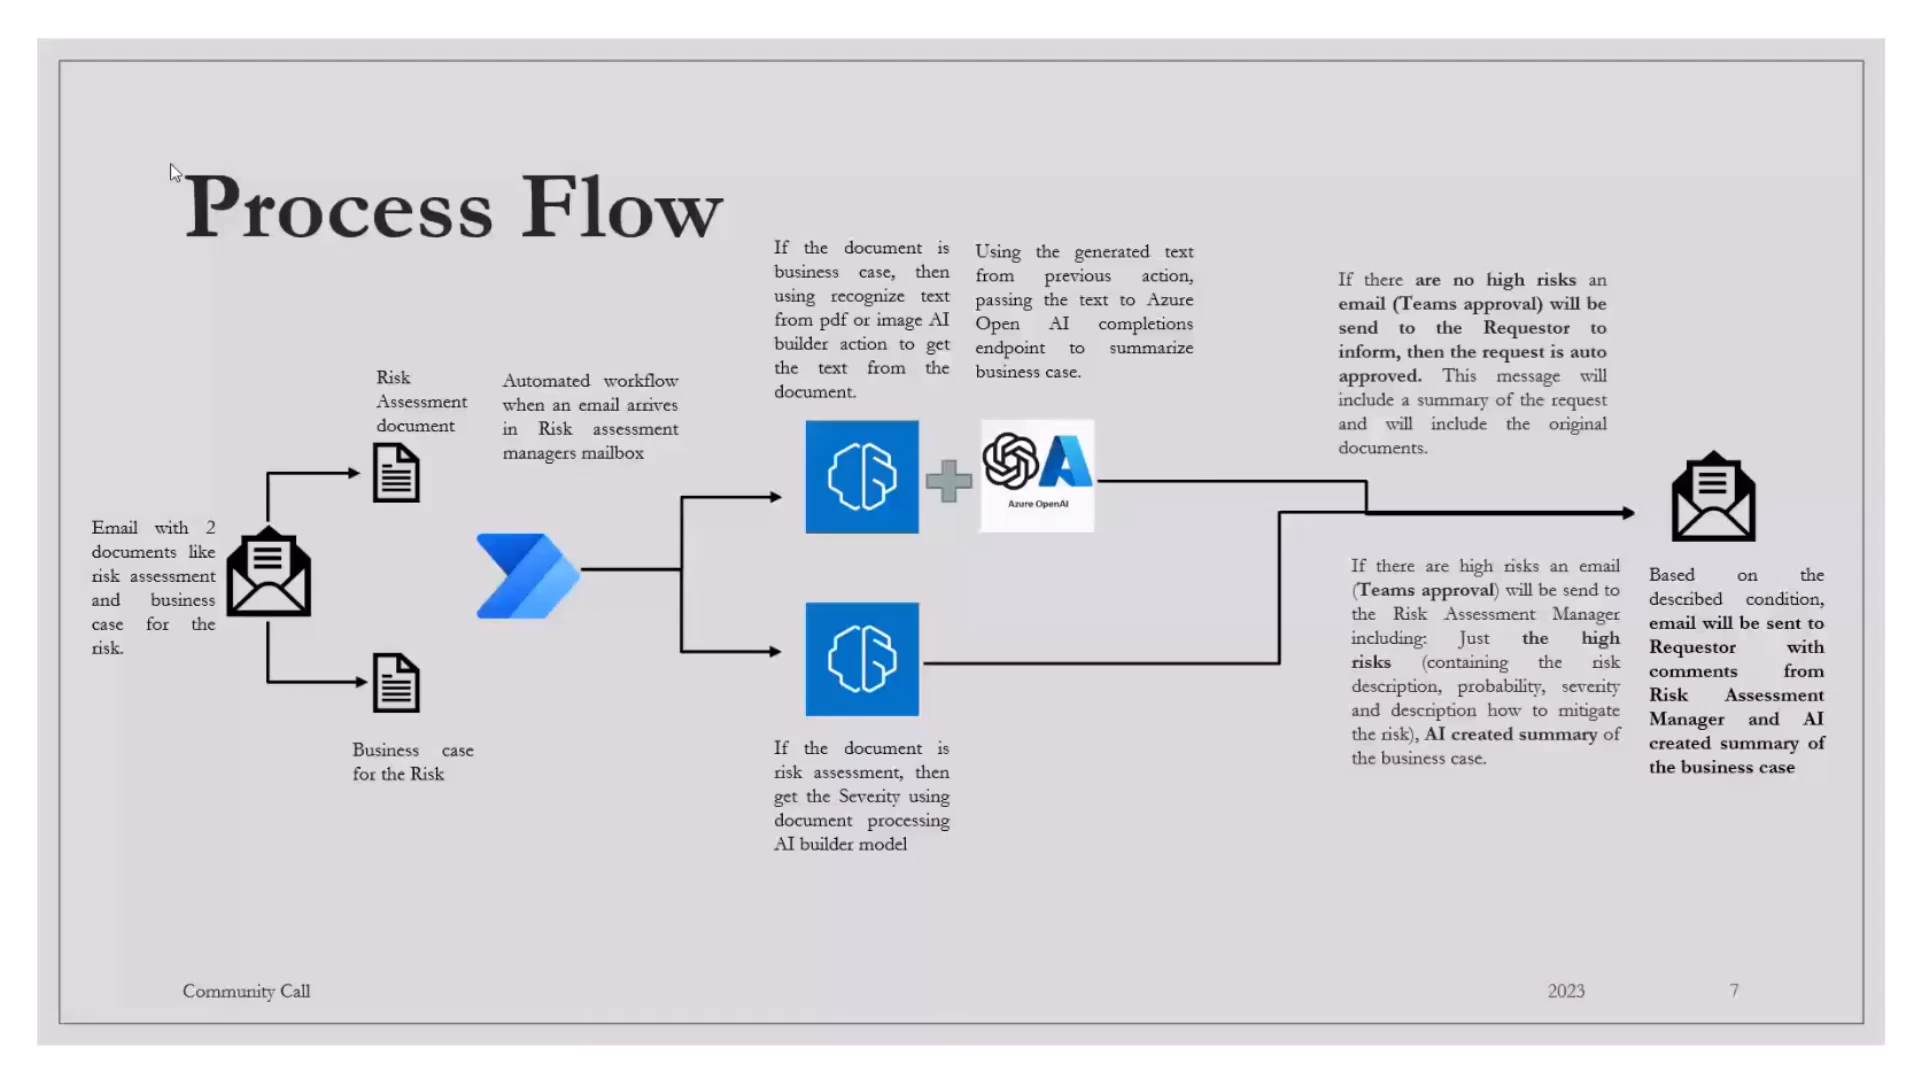 Process Flow
Email with 2
documents like
risk assessment
and business
case for the
risk.
Risk
Assessment
document
Business case
for the Risk
Automated workflow
when an email arrives
in Risk assessment
managers mailbox
If the document is
business case, then
using recognize text
from pdf or image AI
builder action to get
the text from the
document.
Using the generated text
from previous action,
passing the text to Azure
Open AI completions
endpoint to summarize
business case.
Azure OpenAI
If the document is
risk assessment, then
get the Severity using
document processing
AI builder model
If there are no high risks an
email (Teams approval) will be
send to the Requestor to
inform, then the request is auto
approved. This message will
include a summary of the request
and will include the original
documents.
If there are high risks an email
(Teams approval) will be send to
the Risk Assessment Manager
including: Just the high
risks (containing the risk
description, probability, severity
and description how to mitigate
the risk), AI created summary of
the business case.
Based on the
described condition,
email will be sent to
Requestor with
comments from
Risk Assessment
Manager and AI
created summary of
the business case
Community Call
2023
7